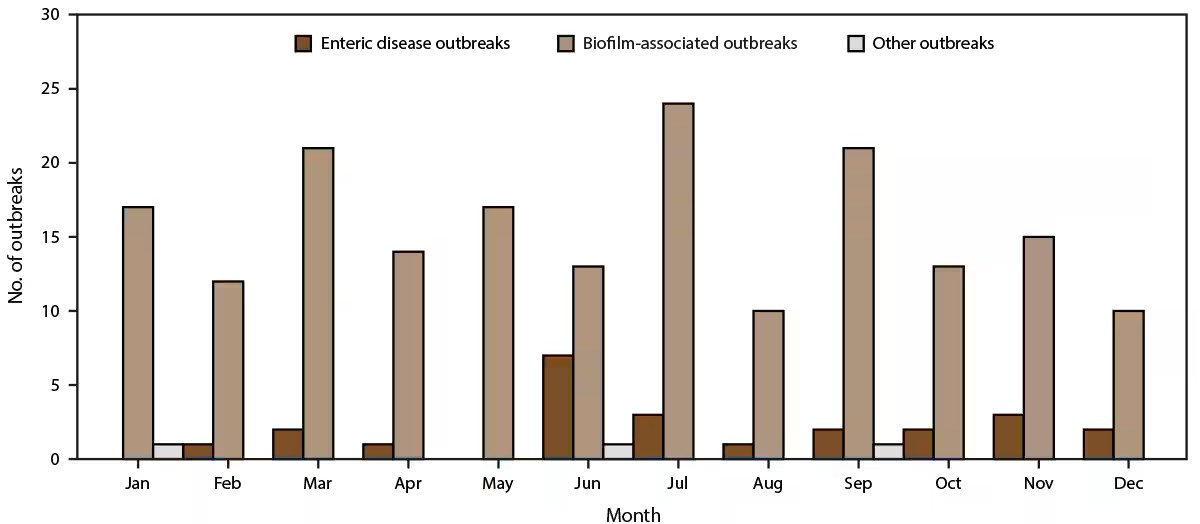 30
Enteric disease outbreaks Biofilm-associated outbreaks Other outbreaks
25
20
15
10
5
0
No. of outbreaks
Jan Feb Mar Apr May Jun Jul Aug Sep Oct Nov Dec
Month